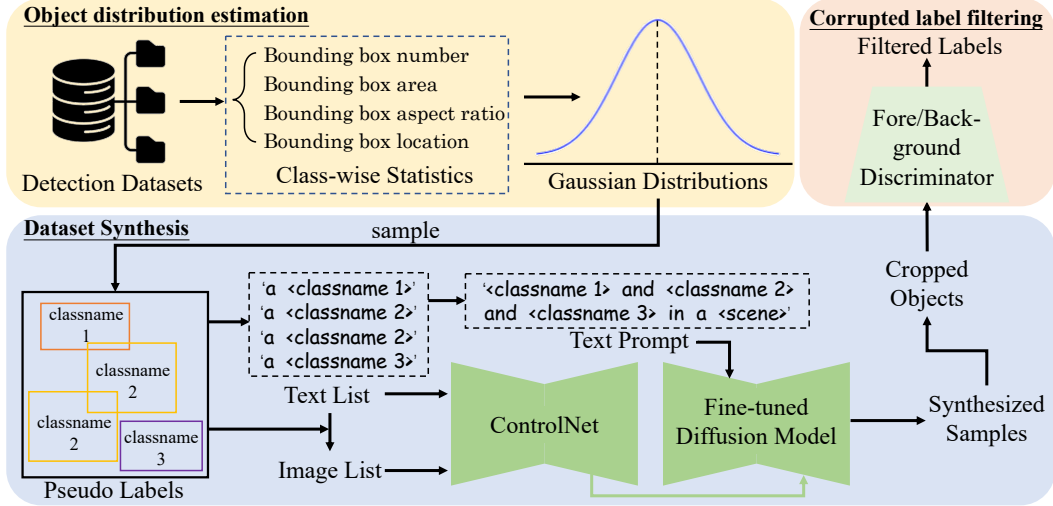 Object distribution estimation
Detection Datasets
Bounding box number
Bounding box area
Bounding box aspect ratio
Bounding box location
Class-wise Statistics
Gaussian Distributions
Corrupted label filtering
Filtered Labels
Fore/Back-
ground
Discriminator
Dataset Synthesis
sample
classname
1
classname
2
classname
2
classname
3
Pseudo Labels
'a <classname 1>'
'a <classname 2>'
'a <classname 2>'
'a <classname 3>'
'<classname 1> and <classname 2>
and <classname 3> in a <scene>'
Text Prompt
Text List
Image List
ControlNet
Fine-tuned
Diffusion Model
Synthesized
Samples
Cropped
Objects